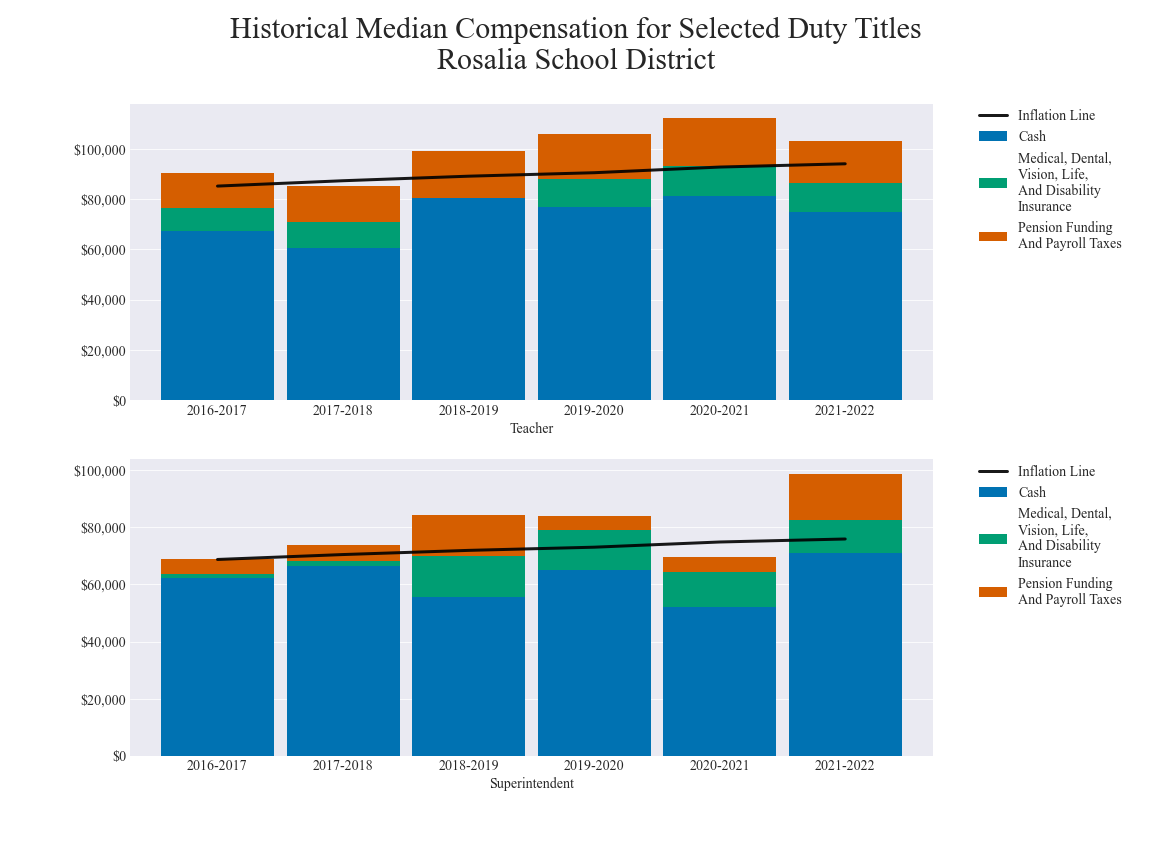 Historical Median Compensation for Selected Duty Titles
Rosalia School District
$100,000
$80,000
$60,000
$40,000
$20,000
$0
2016-2017 2017-2018 2018-2019 2019-2020 2020-2021 2021-2022
Teacher
Inflation Line
Cash
Medical, Dental,
Vision, Life,
And Disability
Insurance
Pension Funding
And Payroll Taxes
$100,000
$80,000
$60,000
$40,000
$20,000
$0
2016-2017 2017-2018 2018-2019 2019-2020 2020-2021 2021-2022
Superintendent
Inflation Line
Cash
Medical, Dental,
Vision, Life,
And Disability
Insurance
Pension Funding
And Payroll Taxes